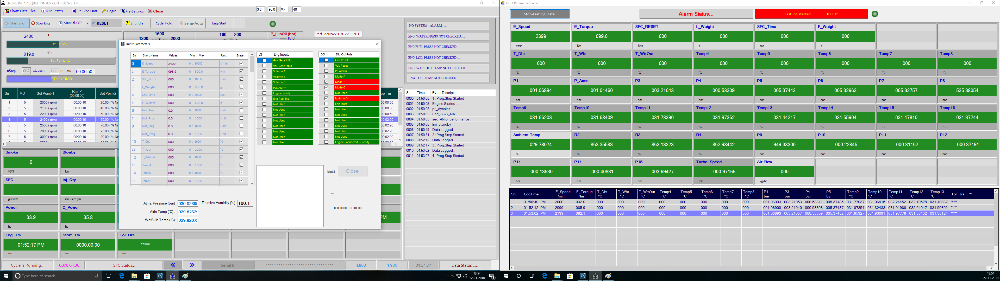 ENGINE DATA ACQUISITION && CONTROL SYSTEM . . . . . . . . .
Show Data Files Run Status On Line Data LogIn Pre-Settings Close
3.6 95.0 85 40
Start Eng Stop Eng Manual-OP RESET Eng_Idle Cycle_Hold Semi-Auto Eng-Start
2400 R
Set Point - 1 :
019.8 %T
Set Point - 2 :
nStep : 004 nLogs : 003 HH : MM : 00:00:50
STEADY TIME:
1200 1600 2000
160 200
P_LubOil (bar)
10.0
Perf_22Nov2018_2211201
NO SYSTEM - ALARM .....
ENG. WATER PRESS NOT CHECKED.....
ENG.FUEL PRESS NOT CHECKED.....
ENG. LOIL PRESS NOT CHECKED.....
ENG. WTR_OUT TEMP NOT CHECKED....
ENG. LOIL TEMP NOT CHECKED.....
Sn MD Set Point-1 RmT-1 (00:00:00) Set Point-2
1 5 2000 ( rpm) 00:00:10 20.00 ( % Nr
2 5 2100 ( rpm) 00:00:10 40.00 ( % Nr
3 5 2200 ( rpm) 00:00:10 50.00 ( % Nr
4 5 2400 ( rpm) 00:00:10 60.00 ( % Nr
5 5 2500 ( rpm) 00:00:10 70.00 ( % Nr
6 5 2800 ( rpm) 00:00:10 75.00 ( % Nr
7 5 3000 ( rpm) 00:00:10 80.00 ( % Nr
ep Tm
00:00:50
00:00:50
00:00:50
00:02:20
00:02:20
00:02:20
00:02:20
InPut Parameters
Sn Short Name Values Min : Max Unit State
0 E_Speed 2400 0 : 10000 r/min
1 E_Torque 098.9 0 : 500.0 Nm
2 SFC_RESET 000 0 : 100.0 Unit
3 L_Weight 000 0 : 600.0 g
4 SFC_Time 000 0 : 999.9 sec
5 F_Weight 000 0 : 600.0 g
6 Not_Prog 0.0 0 : 1000 Unit
7 Not_Prog 0.0 0 : 1000 Unit
8 Not_Prog 0.0 0 : 1000 Unit
9 Not_Prog 0.0 0 : 1000 Unit
10 T_Dbt 000 0 : 1000 °C
11 T_Wbt 000 0 : 1000 °C
12 T_WtrOut 000 0 : 1000 °C
13 Temp4 000 0 : 1000 °C
14 Temp5 000 0 : 1000 °C
15 Temp6 000 0 : 1000 °C
DI Dig Inputs
Grv. Gate InPut
Vol. Gate Input
Volume A
Volume B
Volume C
PLC Alarm
Engine Ready
Eng Running
Not Used
Not Used
Not Used
Not Used
Not Used
Not Used
Not Used
Not Used
DO Dig OutPuts
Grv. Reset
Vol. Reset
PC Alarm
Mode-A
Mode-B
Mode-C
Not Used
Ignition On
Eng Start
Not Used
Not Used
Not Used
Not Used
Not Used
Not Used
Engine Connected & Ready
label3 Close
---
00000000 10110000
Atms. Pressure (bar) : 030.02895 Relative Humidity (%) 100.1
AirIn Temp (°C) : 029.82529
WetBulb Temp (°C) : 029.82672
Sno Time Event Discription
0000 01:50:05 1 : Prog.Step Started
0001 01:50:05 Engine Started .....
0002 01:50:05 prj_dynalec
0003 01:50:05 Eng_S327_NA
0004 01:50:05 seq_46hp_performance
0005 01:50:05 lim_standby
0006 01:50:49 Data Logged...
0007 01:50:54 2 : Prog.Step Started
0008 01:52:12 Data Logged...
0009 01:52:17 3 : Prog.Step Started
0010 01:53:02 Data Logged...
0011 01:53:07 4 : Prog.Step Started
Smoke Blowby
0
FSN lpm
SFC Inj_Qty
g/kw.hr mm³/str/Cyln
Power C_Power
33.9 35.8 PM
hp hp
Log_Tm Start_Tm Tol_Hrs
01:52:17 PM 0000.00.00 *****
--- --- ---
Cycle Is Running... 0000:04:30 SFC Status... Serial In 4.800 1.980 01:54:37 Data Status .......
Type here to search
13:54
22-11-2018
3
InPut Parameter Screen
Stop-FastLog Data Alarm Status... Fast log started........... 100 Hz
E_Speed E_Torque SFC_RESET L_Weight SFC_Time F_Weight
2399 099.0 000 000 000 000
r/min Nm Unit g sec g
T_Dbt T_Wbt T_WtrOut Temp4 Temp5 Temp6 Temp7 Temp8
000 000 000 000 000 000 000 000
°C °C °C °C °C °C °C °C
P1 P_Atms P3 P4 P5 P6 P7 P8
001.06894 001.01460 003.21043 000.53309 005.37443 005.32963 005.32757 535.38054
bar bar bar bar bar bar bar bar
Temp9 Temp10 Temp11 Temp12 Temp13 Temp14 Temp15 Temp16
031.66203 031.68409 031.73390 031.97362 031.44217 031.55904 031.47810 031.37244
°C °C °C °C °C °C °C °C
Ambient Temp R2 R3 R4 P9 P10 P11 P12
029.78074 863.35583 863.13323 862.98442 949.38300 -000.22845 -000.31162 -000.37191
°C °C °C °C bar bar bar bar
P14 P14 P15 Turbo_Speed Air Flow
-000.13530 -000.40831 003.69427 -000.97165 000
bar bar bar rpm kg/hr
Sn LogTime E_Speed r/min E_Torque Nm T_Dbt °C T_Wbt °C T_WtrOut °C Temp4 °C Temp5 °C Temp6 °C Temp7 °C Temp8 °C P1 bar P3 bar P4 bar P5 bar Temp9 °C Temp10 °C Temp11 °C Temp12 °C Temp13 °C Tol_Hrs ***
1 01:50:49 PM 2000 032.9 000 000 000 000 000 000 000 000 001.06903 003.21053 000.53311 005.37485 031.77937 031.96415 032.24452 032.10578 031.46087 *****
2 01:52:12 PM 2099 065.9 000 000 000 000 000 000 000 000 001.06900 003.21040 000.53308 005.37487 031.67354 031.82433 031.91966 032.04047 031.50602 *****
3 01:53:02 PM 2199 082.1 000 000 000 000 000 000 000 000 001.06893 003.21057 000.53309 005.37482 031.65927 031.93091 031.97776 031.86132 031.38124 *****
13:54
22-11-2018